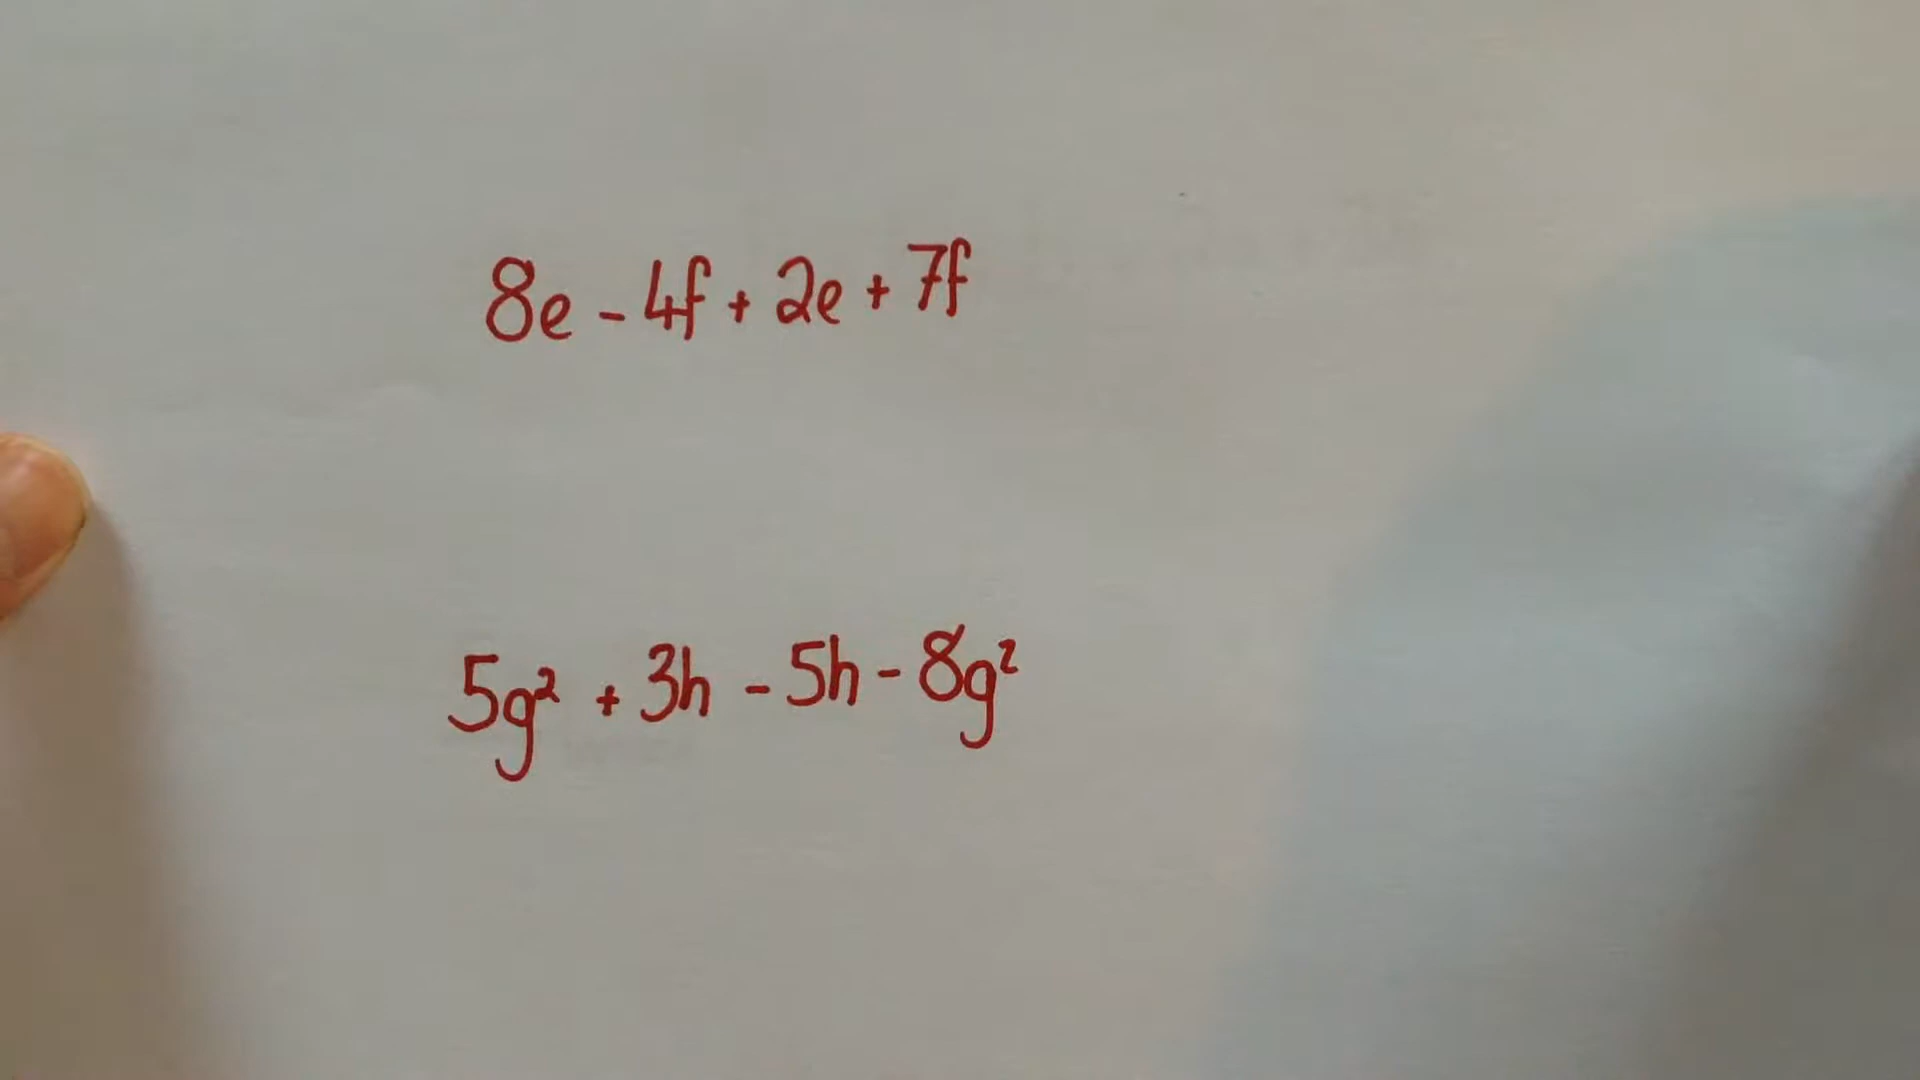 8e - 4f + 2e + 7f
5g² + 3h - 5h - 8g²